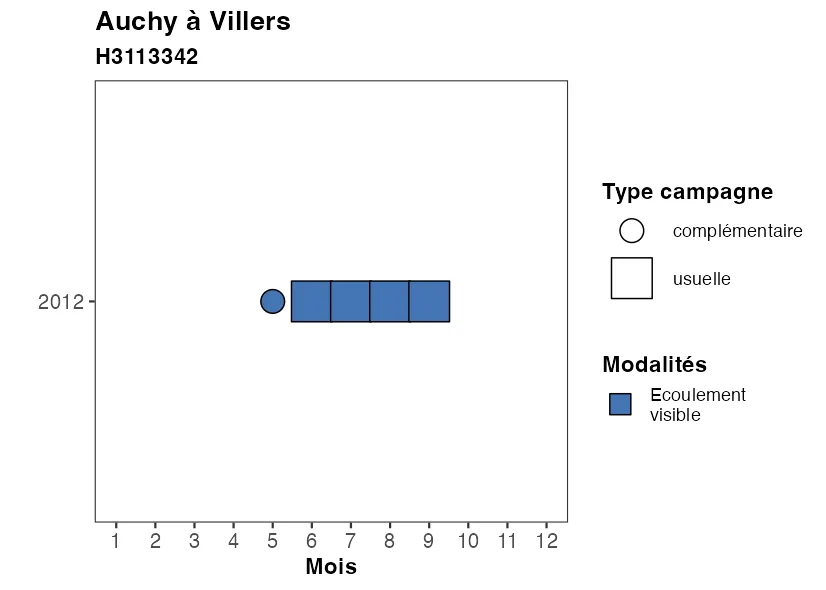 Auchy à Villers
H3113342
Type campagne
complémentaire
usuelle
2012
Modalités
Ecoulement
visible
1 2 3 4 5 6 7 8 9 10 11 12
Mois